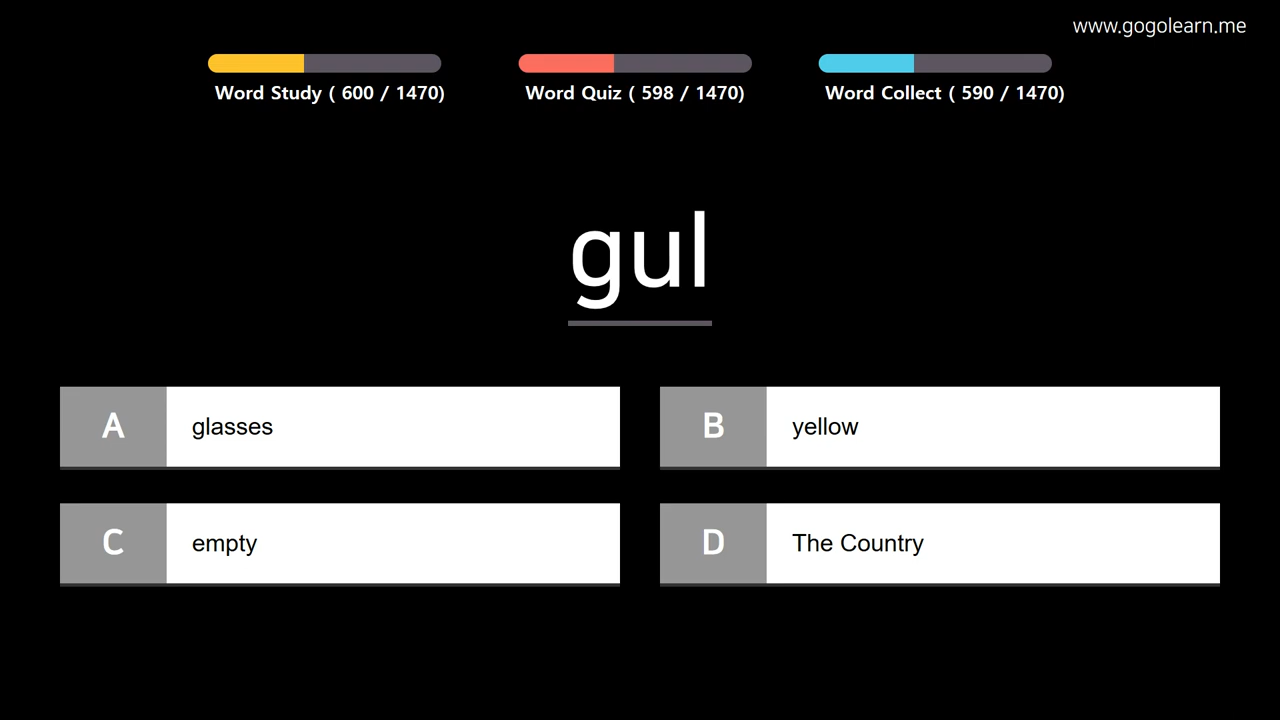 www.gogolearn.me
Word Study ( 600 / 1470)
Word Quiz ( 598 / 1470)
Word Collect ( 590 / 1470)
gul
A glasses
B yellow
C empty
D The Country